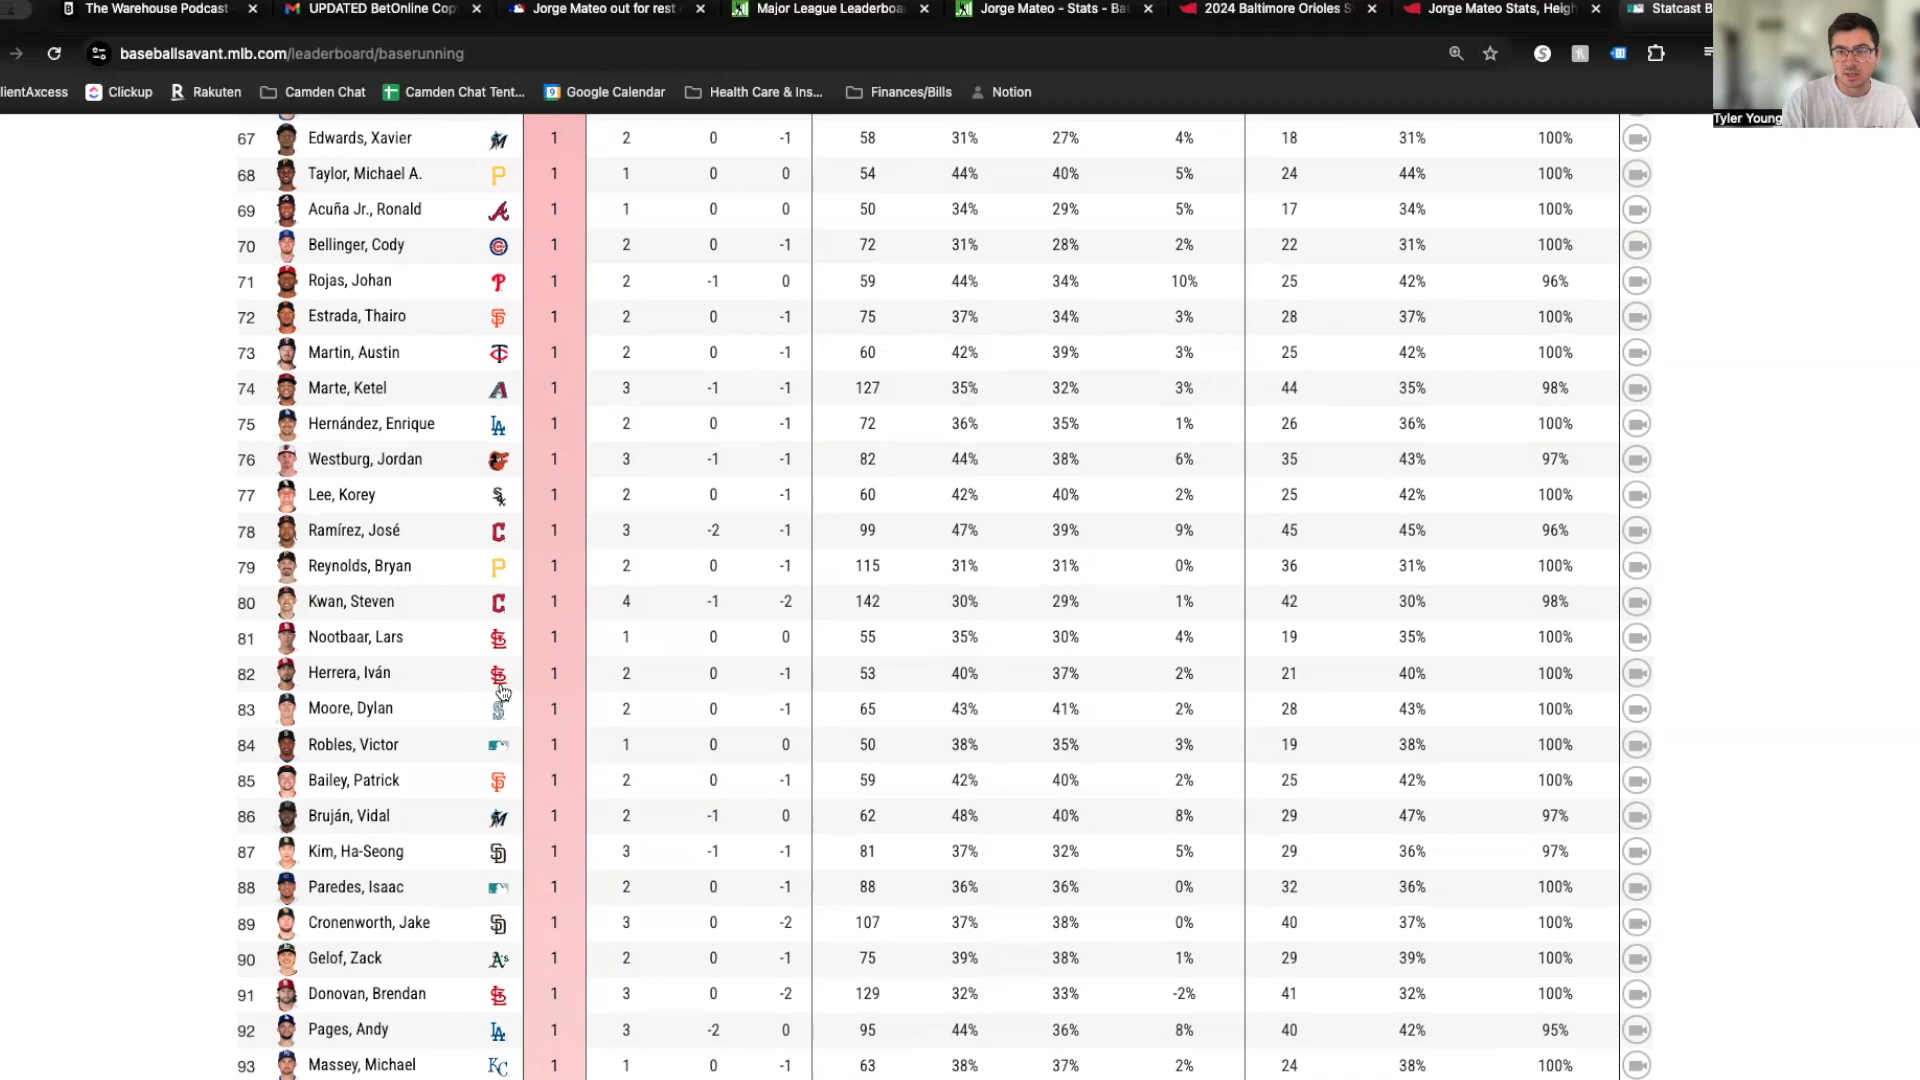 The Warehouse Podcast
UPDATED BetOnline Cop
Jorge Mateo out for rest
Major League Leaderboa
Jorge Mateo - Stats - Ba
2024 Baltimore Orioles S
Jorge Mateo Stats, Heigh
Statcast B
baseballsavant.mlb.com/leaderboard/baserunning
lientAxcess
Clickup
Rakuten
Camden Chat
Camden Chat Tent...
Google Calendar
Health Care & Ins...
Finances/Bills
Notion
Tyler Young
67 Edwards, Xavier 1 2 0 -1 58 31% 27% 4% 18 31% 100%
68 Taylor, Michael A. 1 1 0 0 54 44% 40% 5% 24 44% 100%
69 Acuña Jr., Ronald 1 1 0 0 50 34% 29% 5% 17 34% 100%
70 Bellinger, Cody 1 2 0 -1 72 31% 28% 2% 22 31% 100%
71 Rojas, Johan 1 2 -1 0 59 44% 34% 10% 25 42% 96%
72 Estrada, Thairo 1 2 0 -1 75 37% 34% 3% 28 37% 100%
73 Martin, Austin 1 2 0 -1 60 42% 39% 3% 25 42% 100%
74 Marte, Ketel 1 3 -1 -1 127 35% 32% 3% 44 35% 98%
75 Hernández, Enrique 1 2 0 -1 72 36% 35% 1% 26 36% 100%
76 Westburg, Jordan 1 3 -1 -1 82 44% 38% 6% 35 43% 97%
77 Lee, Korey 1 2 0 -1 60 42% 40% 2% 25 42% 100%
78 Ramírez, José 1 3 -2 -1 99 47% 39% 9% 45 45% 96%
79 Reynolds, Bryan 1 2 0 -1 115 31% 31% 0% 36 31% 100%
80 Kwan, Steven 1 4 -1 -2 142 30% 29% 1% 42 30% 98%
81 Nootbaar, Lars 1 1 0 0 55 35% 30% 4% 19 35% 100%
82 Herrera, Iván 1 2 0 -1 53 40% 37% 2% 21 40% 100%
83 Moore, Dylan 1 2 0 -1 65 43% 41% 2% 28 43% 100%
84 Robles, Victor 1 1 0 0 50 38% 35% 3% 19 38% 100%
85 Bailey, Patrick 1 2 0 -1 59 42% 40% 2% 25 42% 100%
86 Bruján, Vidal 1 2 -1 0 62 48% 40% 8% 29 47% 97%
87 Kim, Ha-Seong 1 3 -1 -1 81 37% 32% 5% 29 36% 97%
88 Paredes, Isaac 1 2 0 -1 88 36% 36% 0% 32 36% 100%
89 Cronenworth, Jake 1 3 0 -2 107 37% 38% 0% 40 37% 100%
90 Gelof, Zack 1 2 0 -1 75 39% 38% 1% 29 39% 100%
91 Donovan, Brendan 1 3 0 -2 129 32% 33% -2% 41 32% 100%
92 Pages, Andy 1 3 -2 0 95 44% 36% 8% 40 42% 95%
93 Massey, Michael 1 1 0 -1 63 38% 37% 2% 24 38% 100%